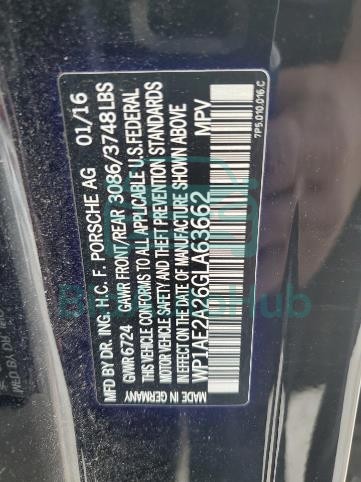 MFD BY DR. ING. H.C. F. PORSCHE AG 01/16
GVWR 6724 GAWR FRONT/REAR 3086/3748 LBS
THIS VEHICLE CONFORMS TO ALL APPLICABLE U.S. FEDERAL
MOTOR VEHICLE SAFETY AND THEFT PREVENTION STANDARDS
IN EFFECT ON THE DATE OF MANUFACTURE SHOWN ABOVE
WP1AE2A26GLA63662 MPV
MADE IN GERMANY 7P5.010.016.C